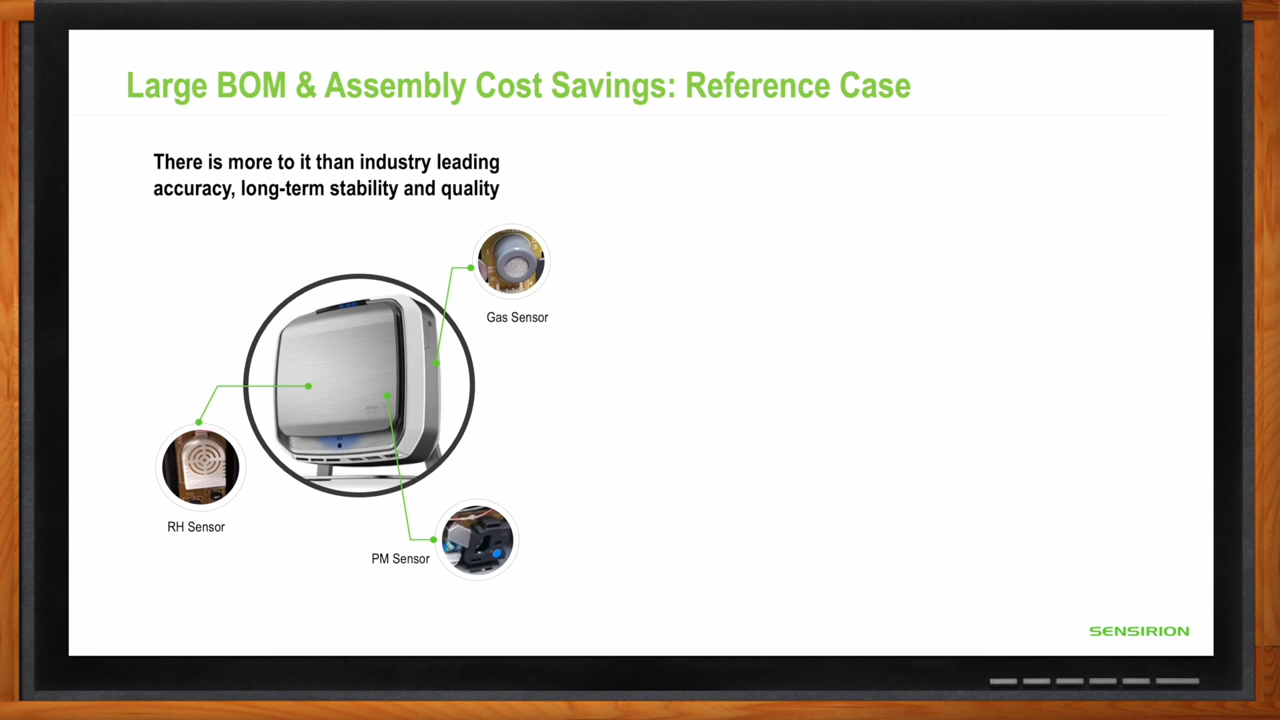 Large BOM & Assembly Cost Savings: Reference Case
There is more to it than industry leading
accuracy, long-term stability and quality
Gas Sensor
RH Sensor
PM Sensor
SENSIRION